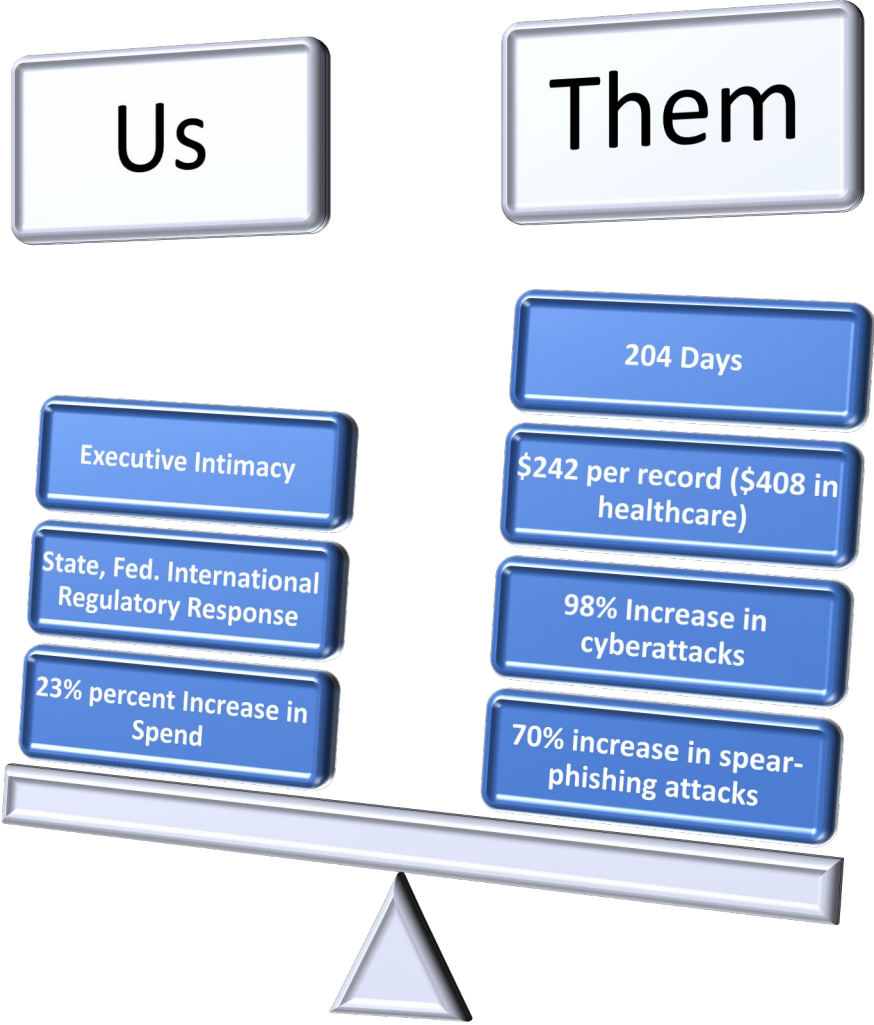 Us
Executive Intimacy
State, Fed. International
Regulatory Response
23% percent Increase in
Spend
Them
204 Days
$242 per record ($408 in
healthcare)
98% Increase in
cyberattacks
70% increase in spear-
phishing attacks